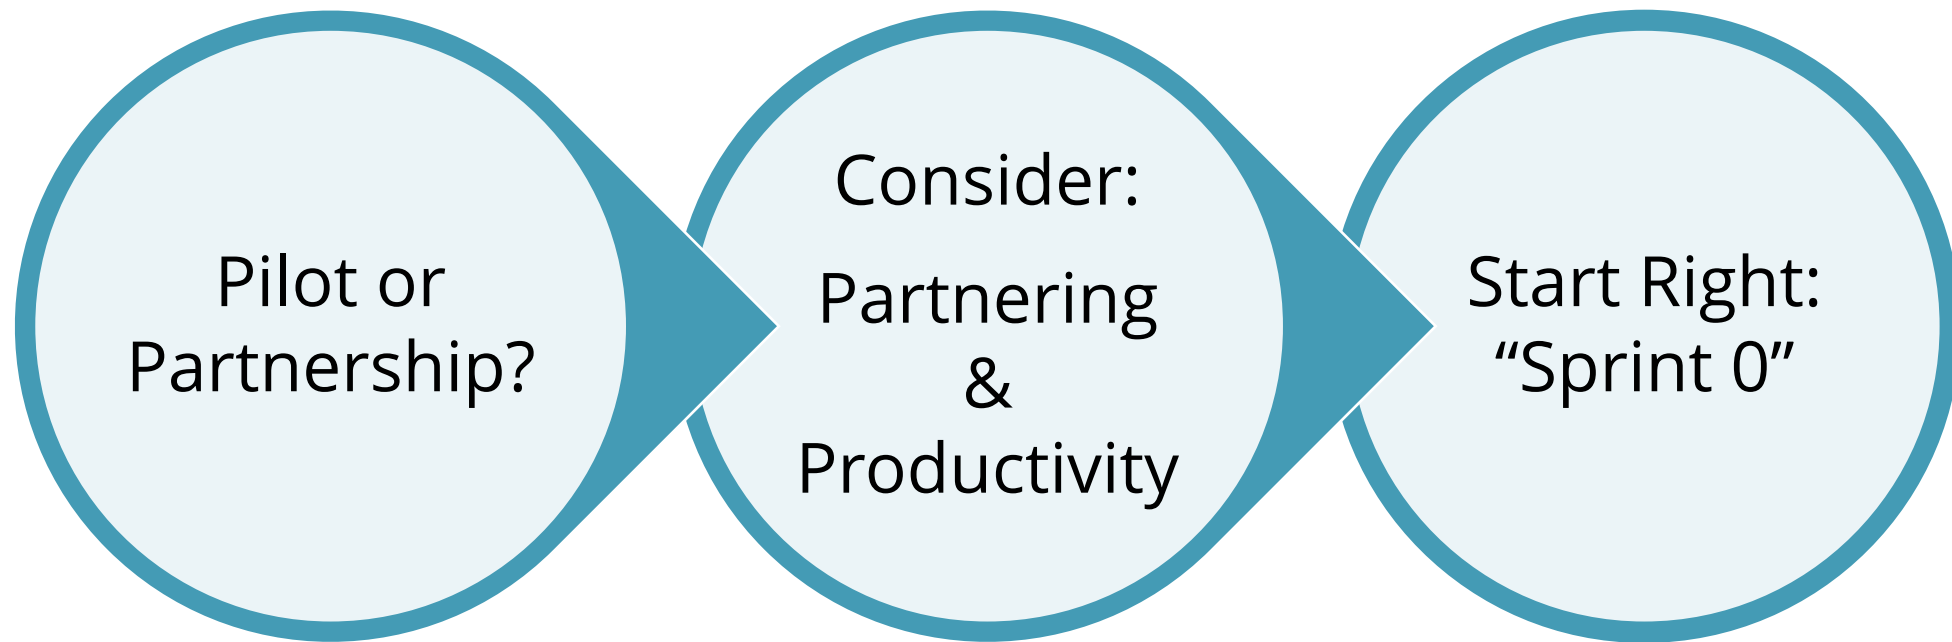 Pilot or
Partnership?
Consider:
Partnering
&
Productivity
Start Right:
“Sprint 0”